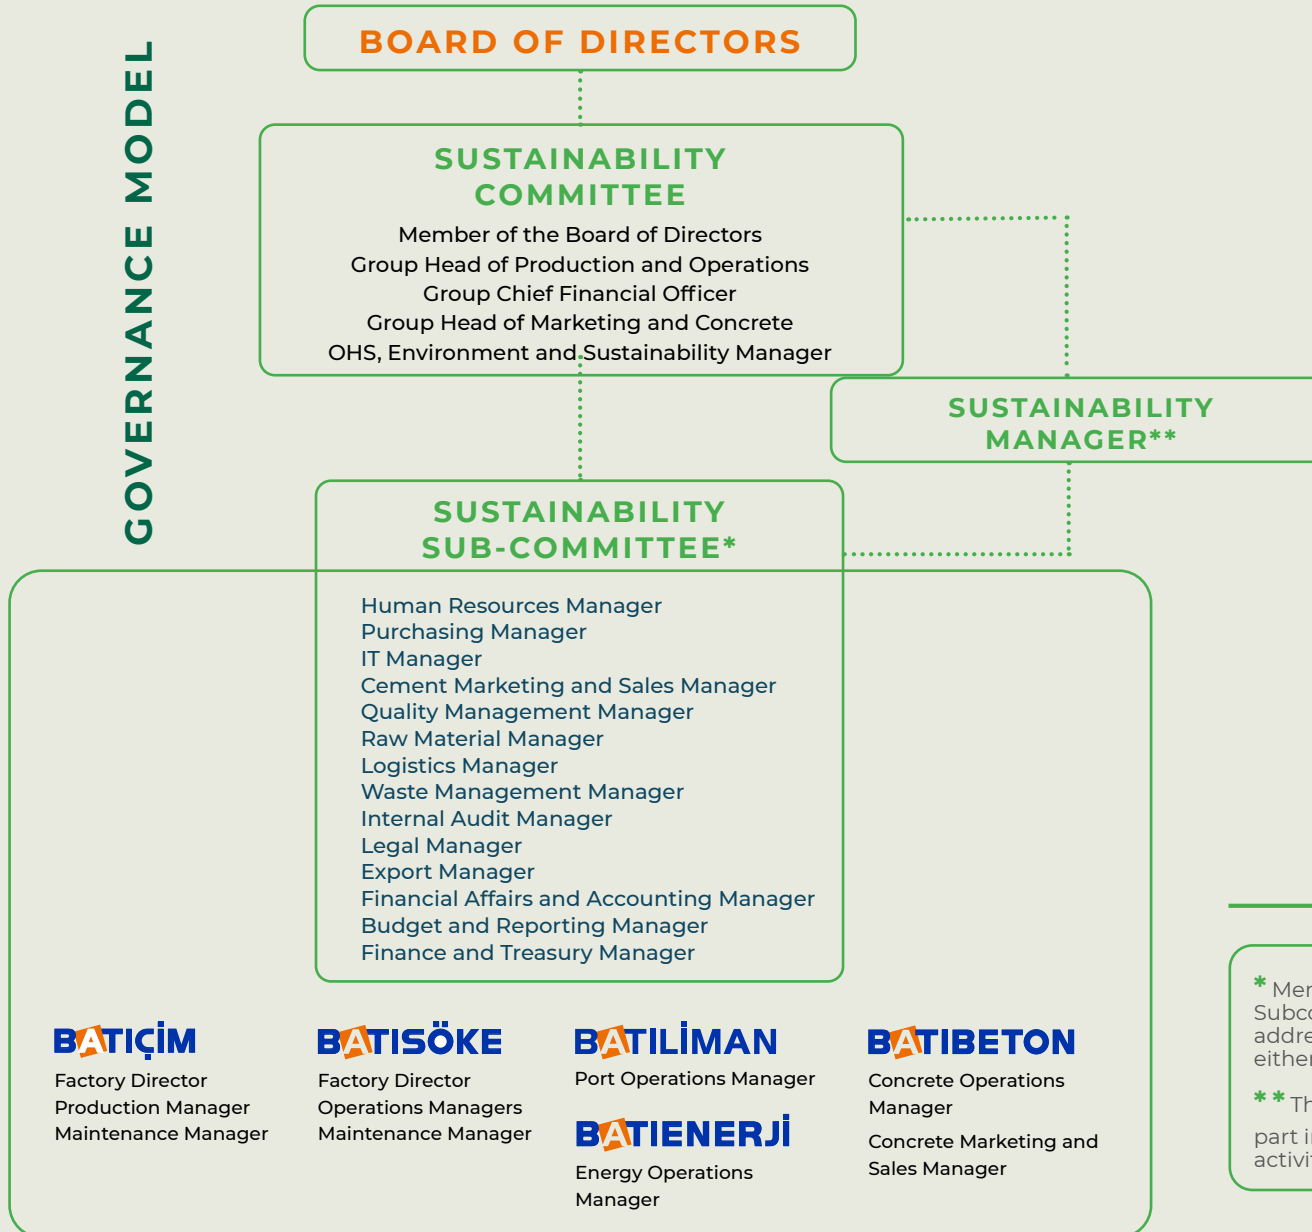 GOVERNANCE MODEL
BOARD OF DIRECTORS
SUSTAINABILITY
COMMITTEE
Member of the Board of Directors
Group Head of Production and Operations
Group Chief Financial Officer
Group Head of Marketing and Concrete
OHS, Environment and Sustainability Manager
SUSTAINABILITY
MANAGER**
SUSTAINABILITY
SUB-COMMITTEE*
Human Resources Manager
Purchasing Manager
IT Manager
Cement Marketing and Sales Manager
Quality Management Manager
Raw Material Manager
Logistics Manager
Waste Management Manager
Internal Audit Manager
Legal Manager
Export Manager
Financial Affairs and Accounting Manager
Budget and Reporting Manager
Finance and Treasury Manager
BATIÇİM
Factory Director
Production Manager
Maintenance Manager
BATISÖKE
Factory Director
Operations Managers
Maintenance Manager
BATILİMAN
Port Operations Manager
BATIENERJİ
Energy Operations
Manager
BATIBETON
Concrete Operations
Manager
Concrete Marketing and
Sales Manager
*
either
* *
part